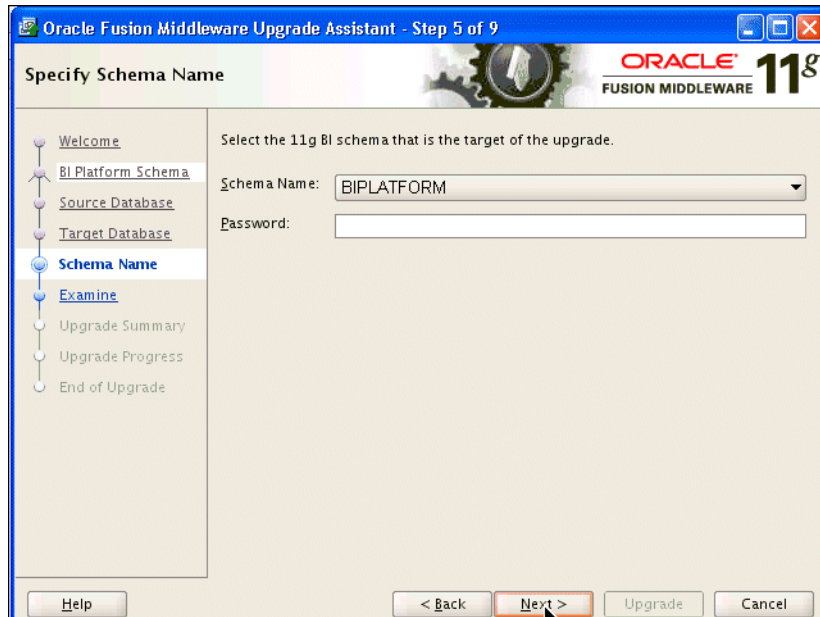 Oracle Fusion Middleware Upgrade Assistant - Step 5 of 9
Specify Schema Name
ORACLE
FUSION MIDDLEWARE 11g
Welcome
BI Platform Schema
Source Database
Target Database
Schema Name
Examine
Upgrade Summary
Upgrade Progress
End of Upgrade
Select the 11g BI schema that is the target of the upgrade.
Schema Name: BIPLATFORM
Password:
Help
< Back
Next >
Upgrade
Cancel